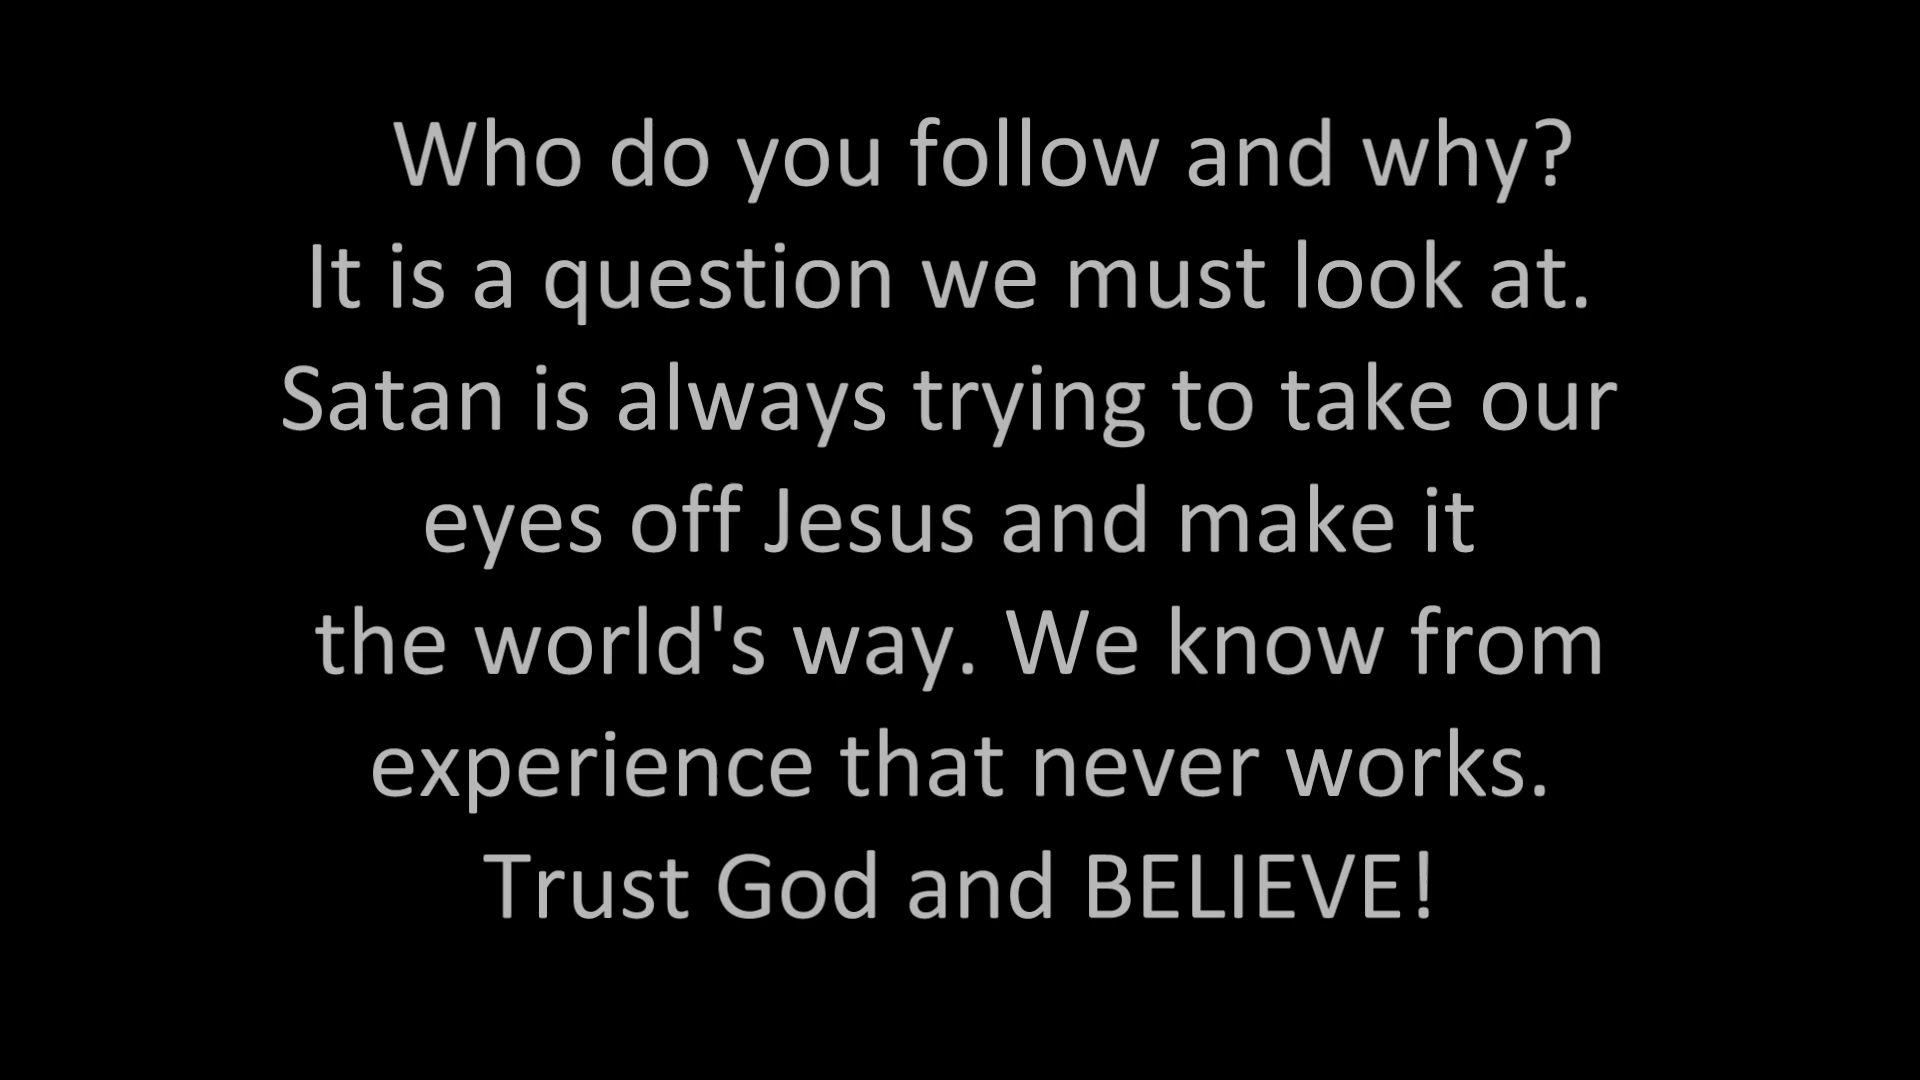 Who do you follow and why?
It is a question we must look at.
Satan is always trying to take our
eyes off Jesus and make it
the world's way. We know from
experience that never works.
Trust God and BELIEVE!